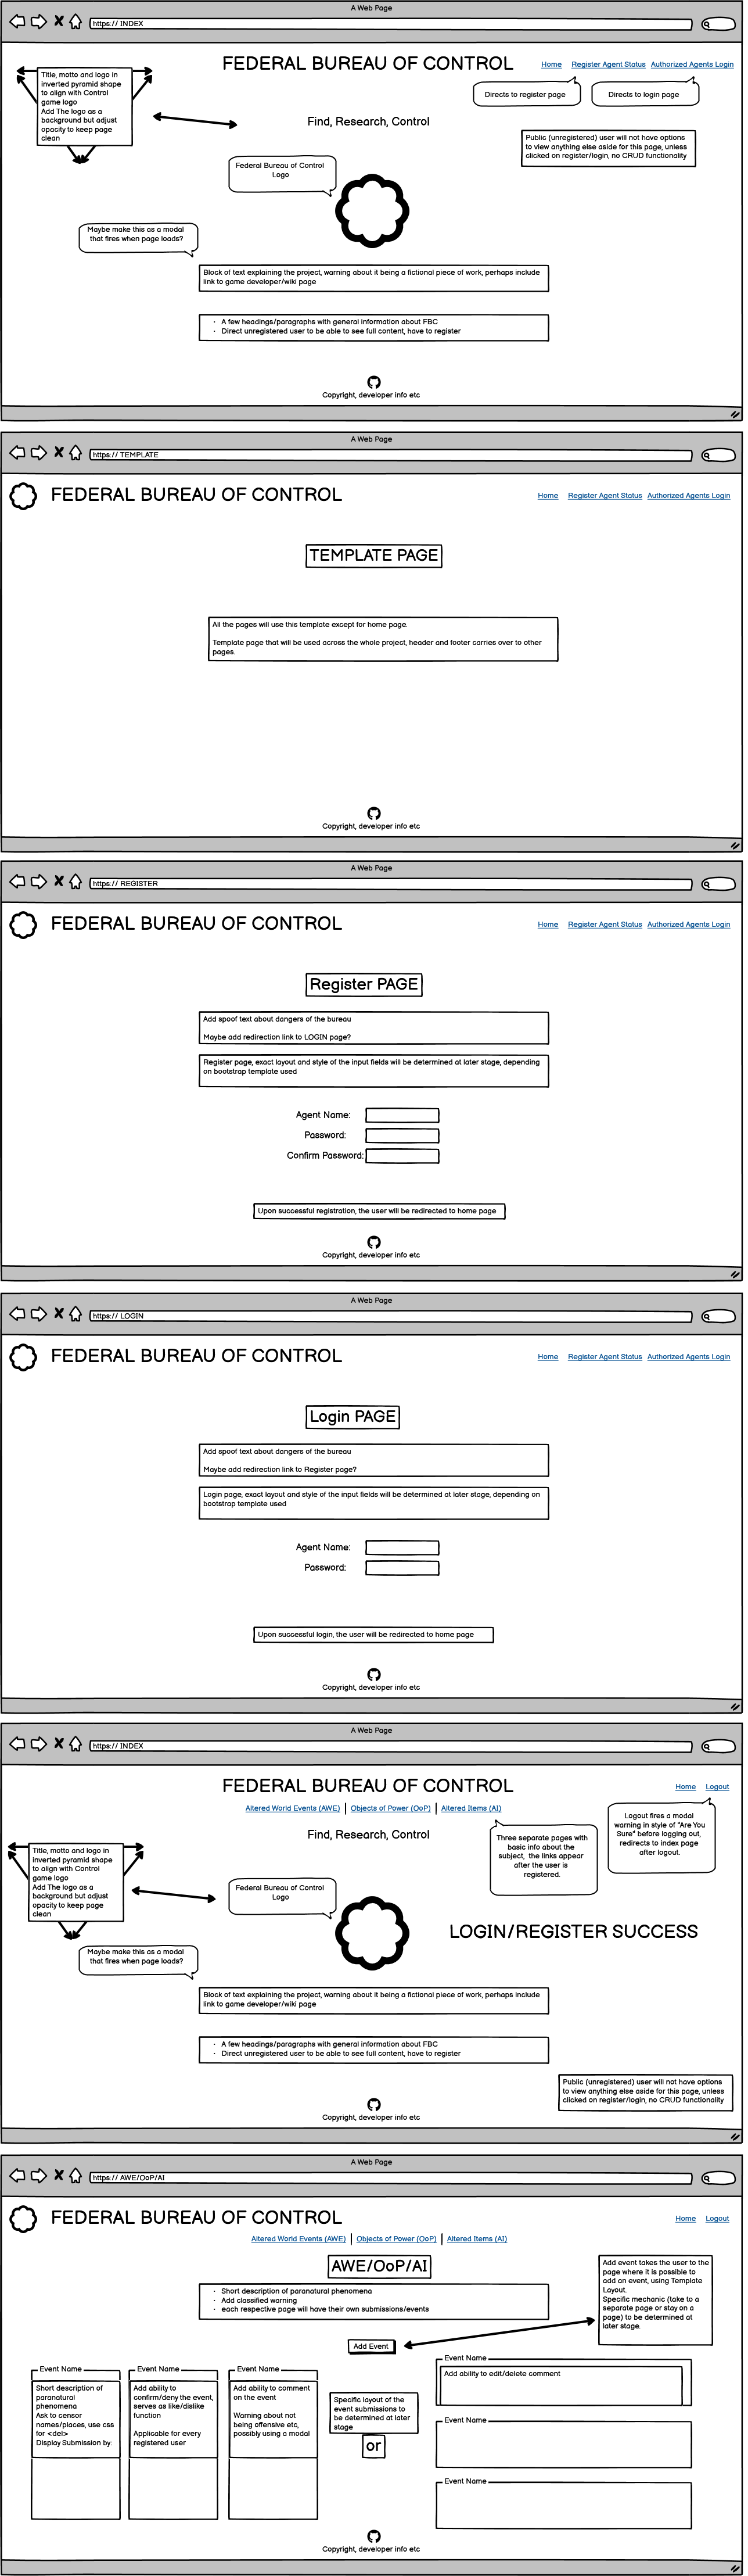 A Web Page
https:// INDEX
FEDERAL BUREAU OF CONTROL
Home
Register Agent Status
Authorized Agents Login
Title, motto and logo in
inverted pyramid shape
to align with Control
game logo
Add The logo as a
background but adjust
opacity to keep page
clean
Directs to register page
Directs to login page
Find, Research, Control
Public (unregistered) user will not have options
to view anything else aside for this page, unless
clicked on register/login, no CRUD functionality
Federal Bureau of Control
Logo
Maybe make this as a modal
that fires when page loads?
Block of text explaining the project, warning about it being a fictional piece of work, perhaps include
link to game developer/wiki page
· A few headings/paragraphs with general information about FBC
· Direct unregistered user to be able to see full content, have to register
Copyright, developer info etc
A Web Page
https:// TEMPLATE
FEDERAL BUREAU OF CONTROL
Home
Register Agent Status
Authorized Agents Login
TEMPLATE PAGE
All the pages will use this template except for home page.
Template page that will be used across the whole project, header and footer carries over to other
pages.
Copyright, developer info etc
A Web Page
https:// REGISTER
FEDERAL BUREAU OF CONTROL
Home
Register Agent Status
Authorized Agents Login
Register PAGE
Add spoof text about dangers of the bureau
Maybe add redirection link to LOGIN page?
Register page, exact layout and style of the input fields will be determined at later stage, depending
on bootstrap template used
Agent Name:
Password:
Confirm Password:
Upon successful registration, the user will be redirected to home page
Copyright, developer info etc
A Web Page
https:// LOGIN
FEDERAL BUREAU OF CONTROL
Home
Register Agent Status
Authorized Agents Login
Login PAGE
Add spoof text about dangers of the bureau
Maybe add redirection link to Register page?
Login page, exact layout and style of the input fields will be determined at later stage, depending on
bootstrap template used
Agent Name:
Password:
Upon successful login, the user will be redirected to home page
Copyright, developer info etc
A Web Page
https:// INDEX
FEDERAL BUREAU OF CONTROL
Home
Logout
Altered World Events (AWE)
Objects of Power (OoP)
Altered Items (AI)
Find, Research, Control
Three separate pages with
basic info about the
subject, the links appear
after the user is
registered.
Logout fires a modal
warning in style of "Are You
Sure" before logging out,
redirects to index page
after logout.
Title, motto and logo in
inverted pyramid shape
to align with Control
game logo
Add The logo as a
background but adjust
opacity to keep page
clean
Federal Bureau of Control
Logo
LOGIN/REGISTER SUCCESS
Maybe make this as a modal
that fires when page loads?
Block of text explaining the project, warning about it being a fictional piece of work, perhaps include
link to game developer/wiki page
· A few headings/paragraphs with general information about FBC
· Direct unregistered user to be able to see full content, have to register
Public (unregistered) user will not have options
to view anything else aside for this page, unless
clicked on register/login, no CRUD functionality
Copyright, developer info etc
A Web Page
https:// AWE/OoP/AI
FEDERAL BUREAU OF CONTROL
Home
Logout
Altered World Events (AWE)
Objects of Power (OoP)
Altered Items (AI)
AWE/OoP/AI
· Short description of paranatural phenomena
· Add classified warning
· each respective page will have their own submissions/events
Add event takes the user to the
page where it is possible to
add an event, using Template
Layout.
Specific mechanic (take to a
separate page or stay on a
page) to be determined at
later stage.
Add Event
Event Name
Short description of
paranatural
phenomena
Ask to censor
names/places, use css
for <del>
Display Submission by:
Event Name
Add ability to
confirm/deny the event,
serves as like/dislike
function
Applicable for every
registered user
Event Name
Add ability to comment
on the event
Warning about not
being offensive etc,
possibly using a modal
Specific layout of the
event submissions to
be determined at later
stage
or
Event Name
Add ability to edit/delete comment
Event Name
Event Name
Copyright, developer info etc